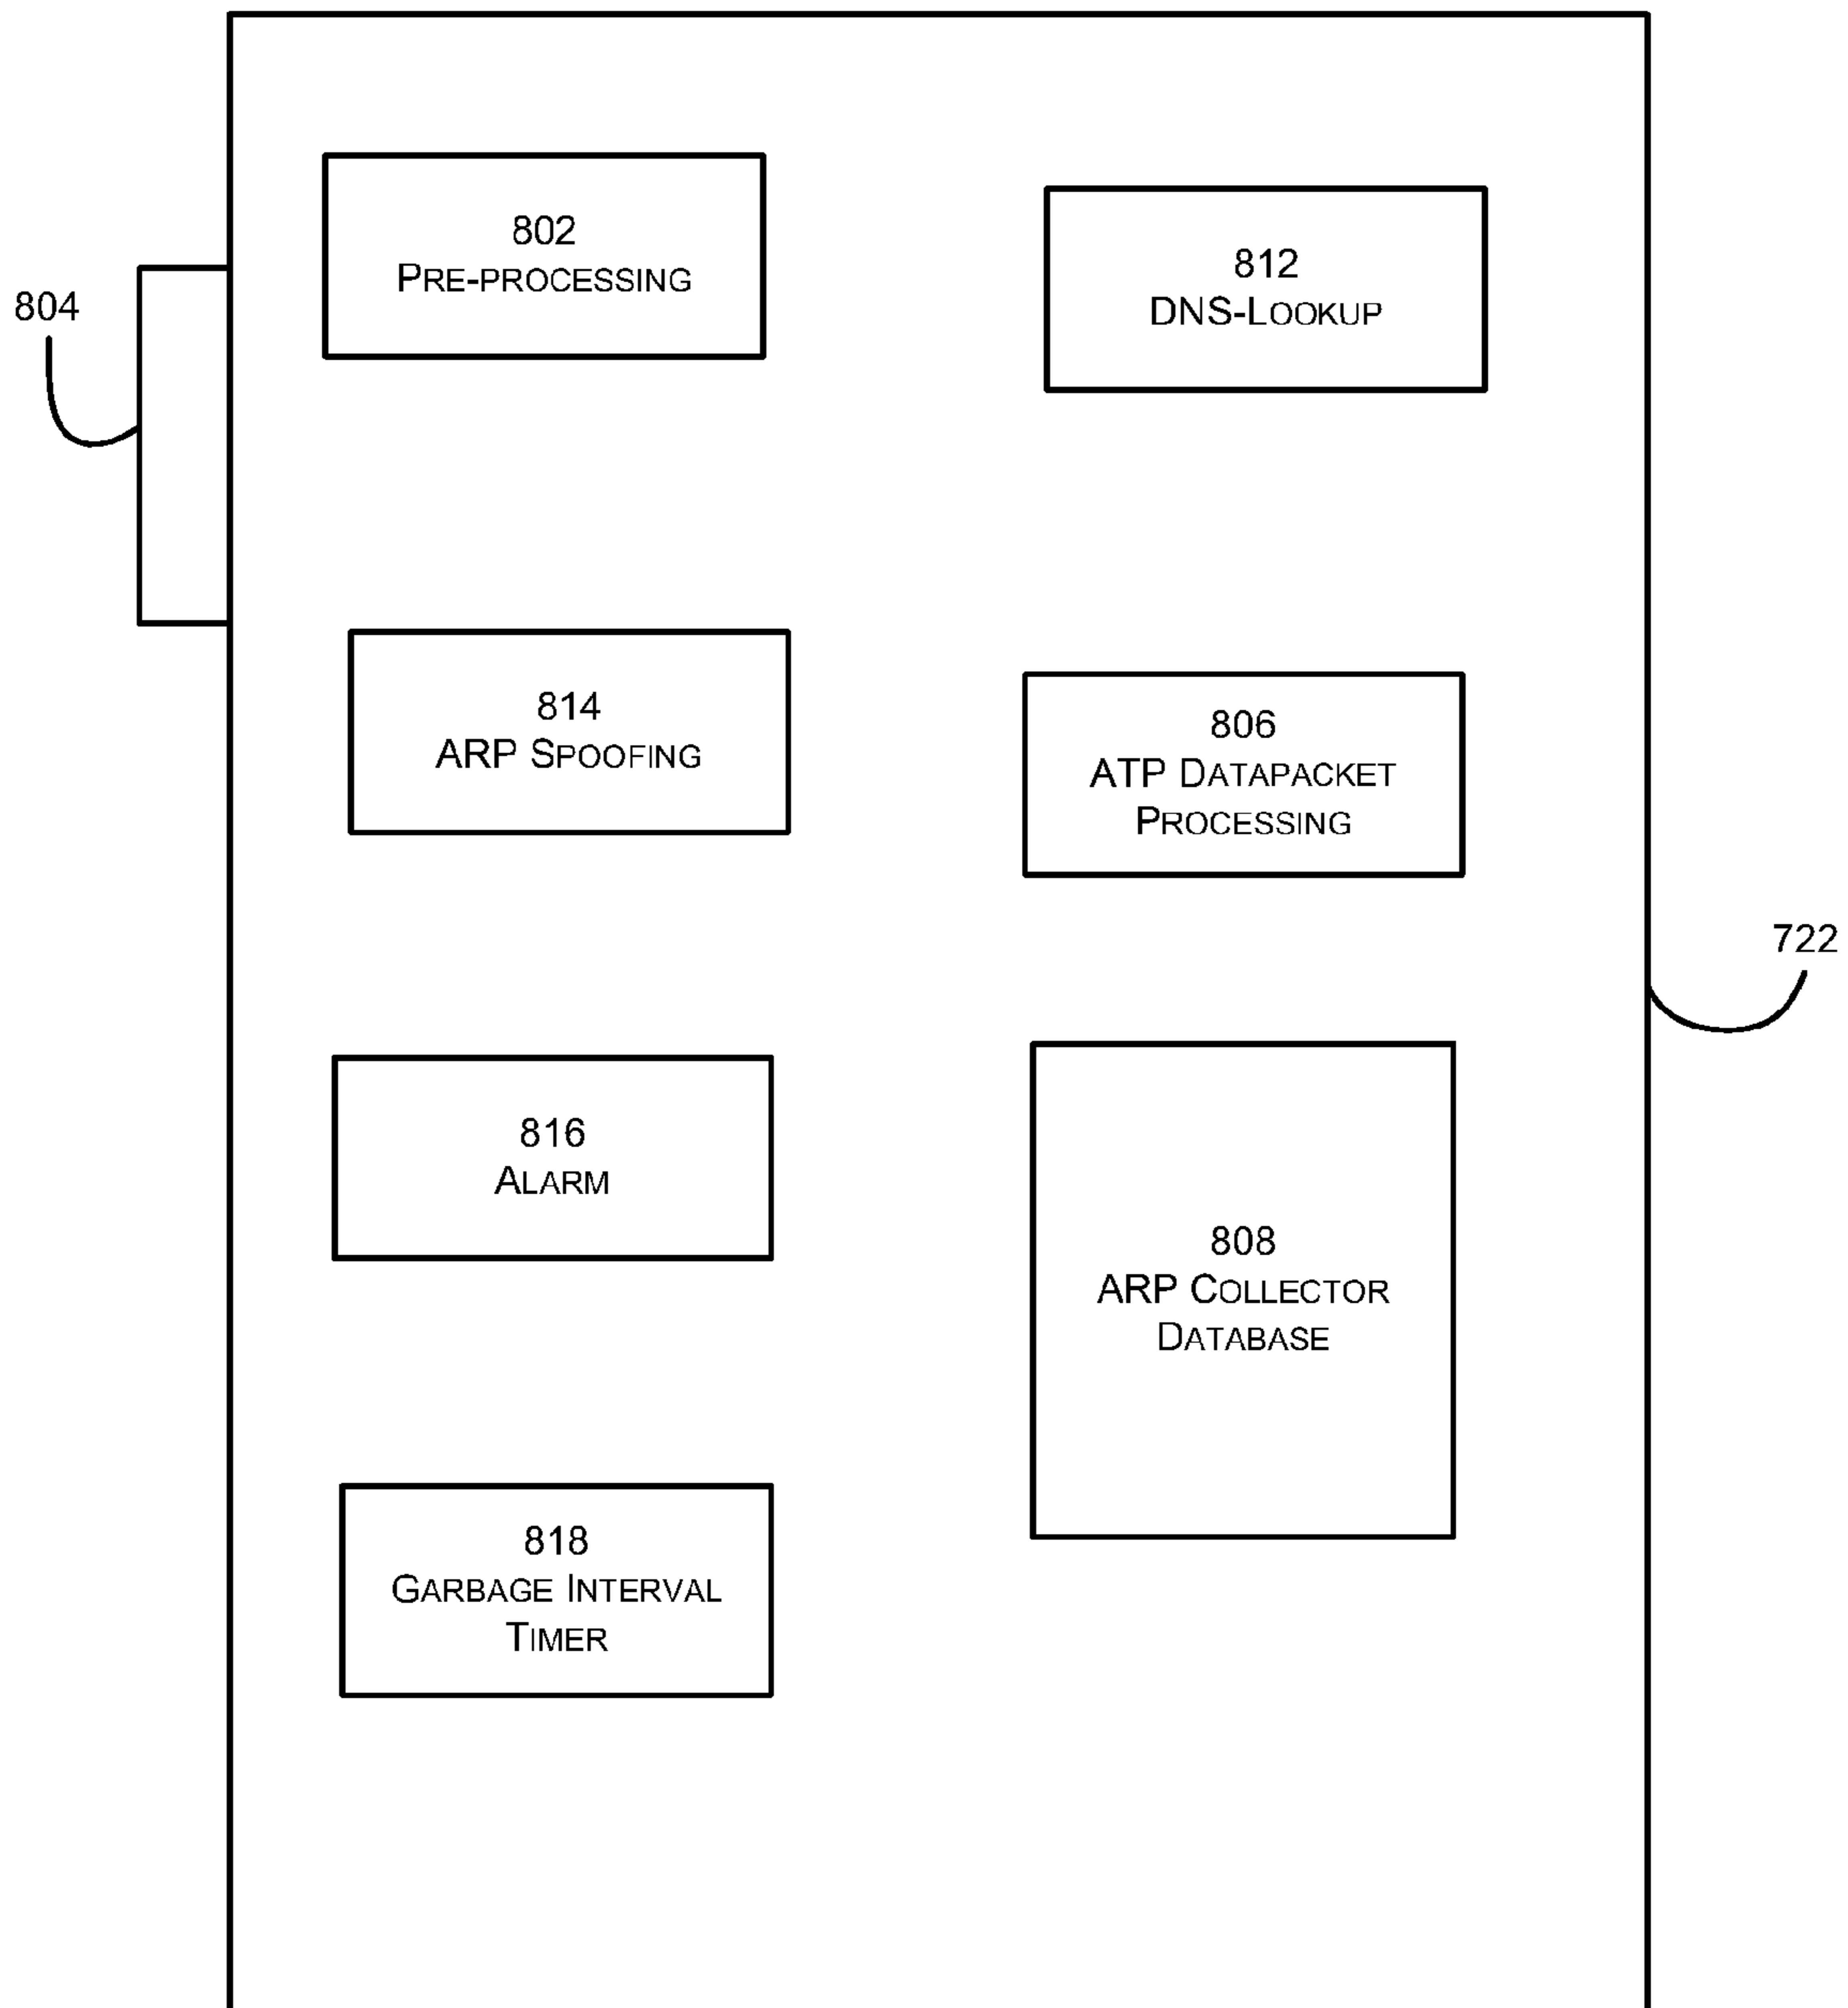 802
PRE-PROCESSING
812
DNS-LOOKUP
804
814
ARP SPOOFING
806
ATP DATAPACKET
PROCESSING
722
816
ALARM
808
ARP COLLECTOR
DATABASE
818
GARBAGE INTERVAL
TIMER